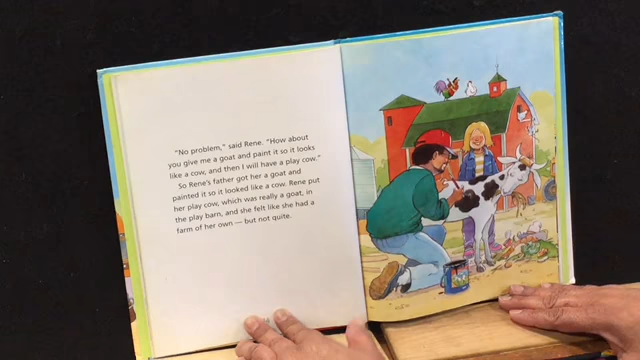 "No problem," said Rene. "How about
you give me a goat and paint it so it looks
like a cow, and then I will have a play cow."
So Rene's father got her a goat and
painted it so it looked like a cow. Rene put
her play cow, which was really a goat, in
the play barn, and she felt like she had a
farm of her own — but not quite.